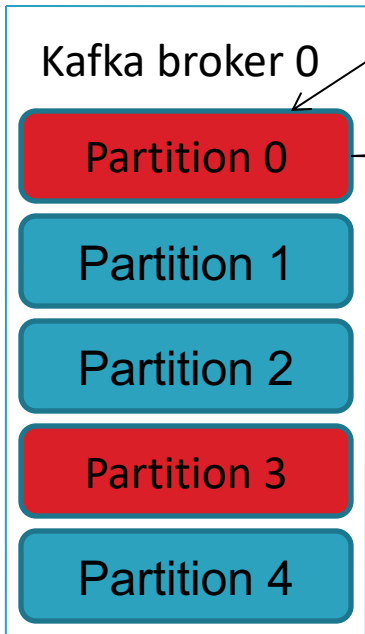 Kafka broker 0
Partition 0
Partition 1
Partition 2
Partition 3
Partition 4